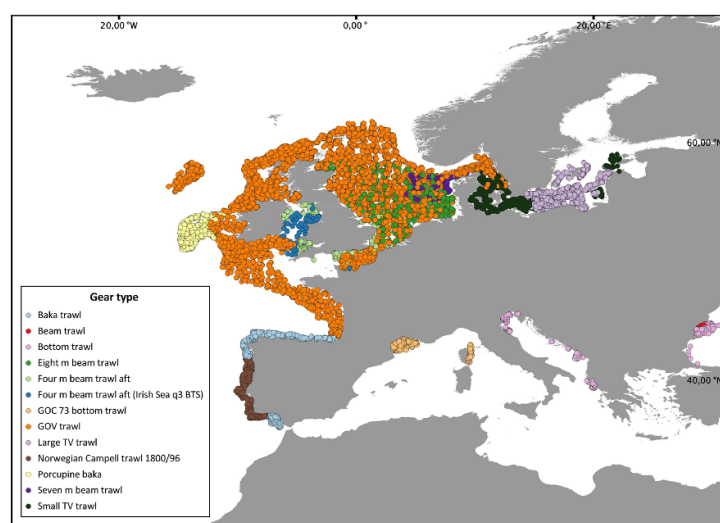 20,00 °W
0,00 °
20,00 °E
60,00 °N
40,00 °N
Gear type
Baka trawl
Beam trawl
Bottom trawl
Eight m beam trawl
Four m beam trawl aft
Four m beam trawl aft (Irish Sea q3 BTS)
GOC 73 bottom trawl
GOV trawl
Large TV trawl
Norwegian Campell trawl 1800/96
Porcupine baka
Seven m beam trawl
Small TV trawl